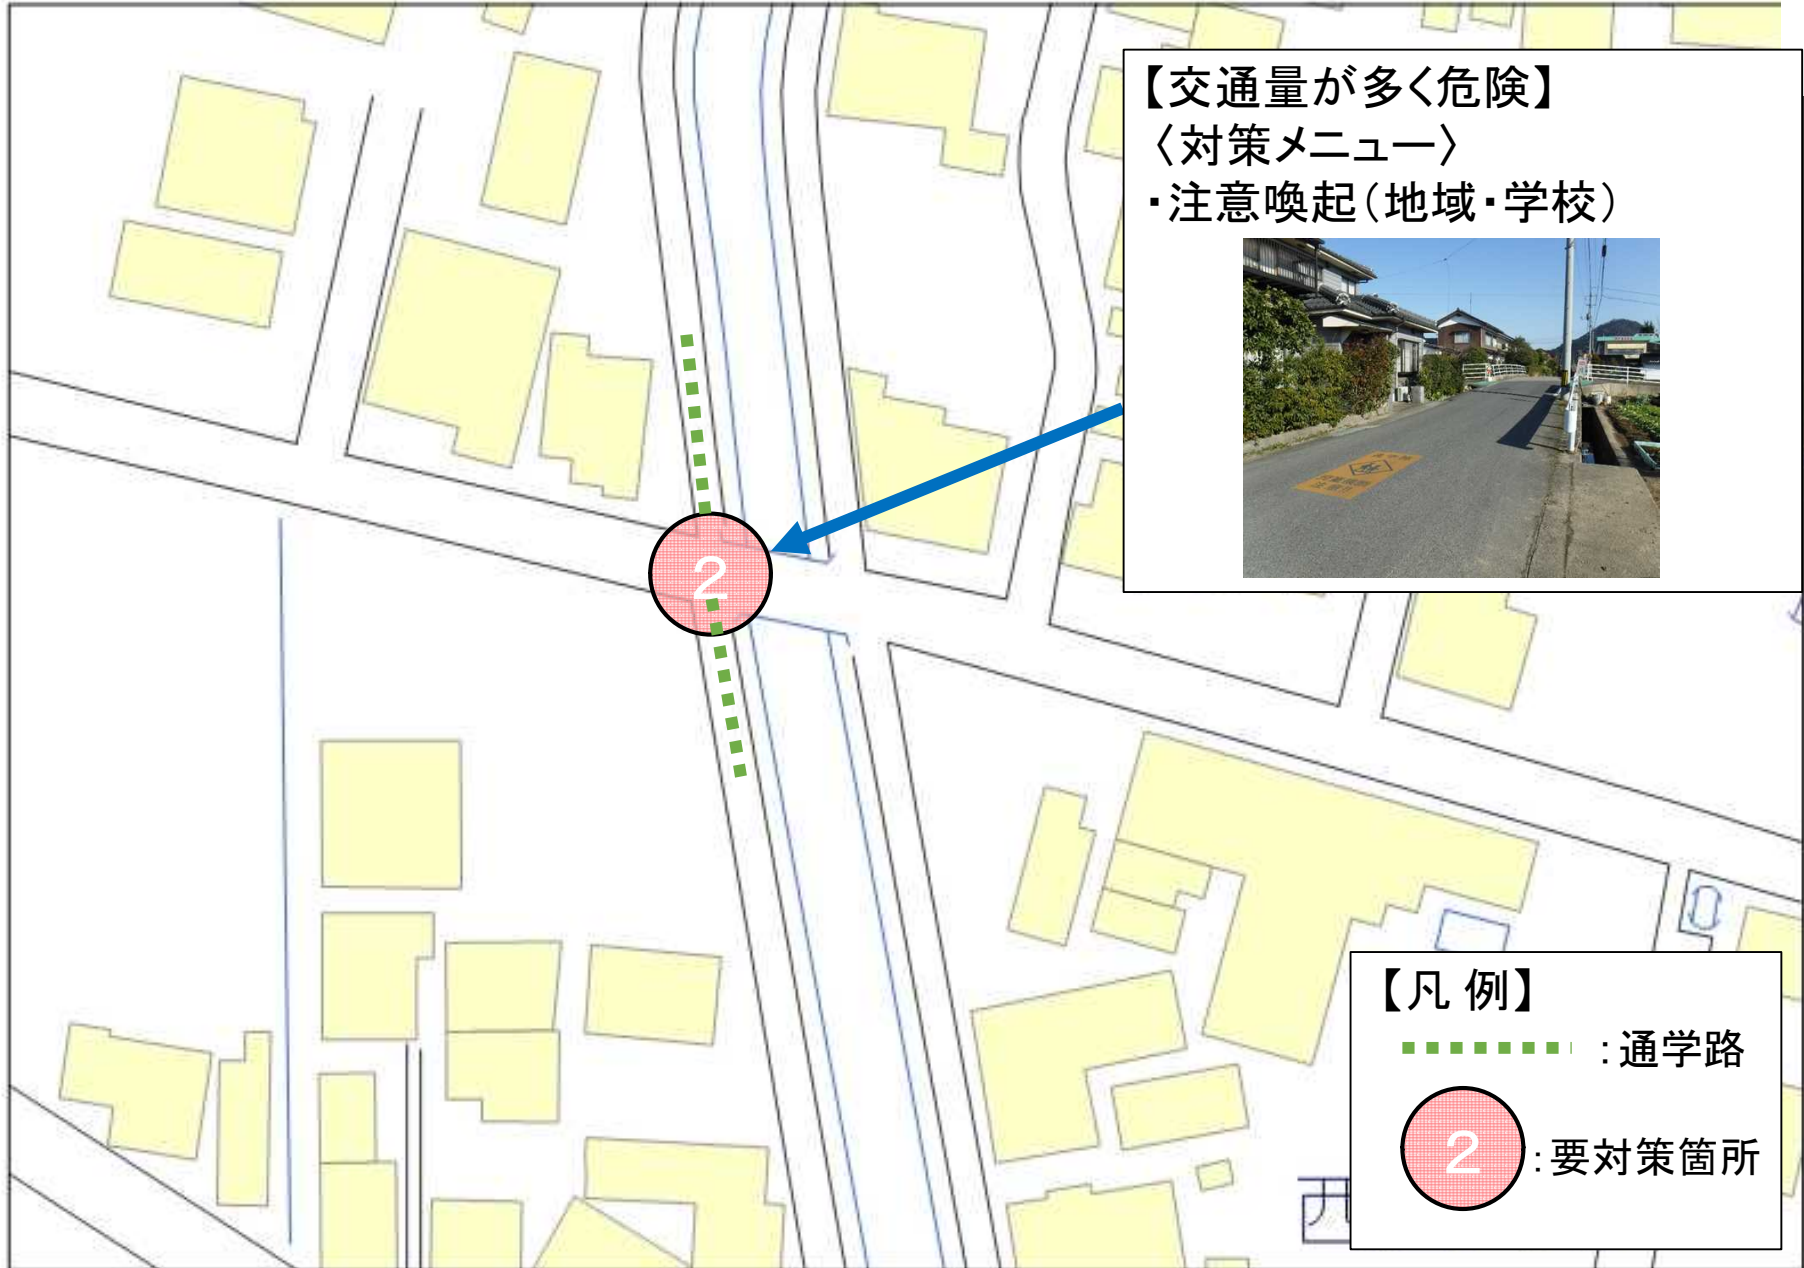 【交通量が多く危険】
〈対策メニュー〉
・注意喚起（地域・学校）
2
【凡 例】
：通学路
2
：要対策箇所
西